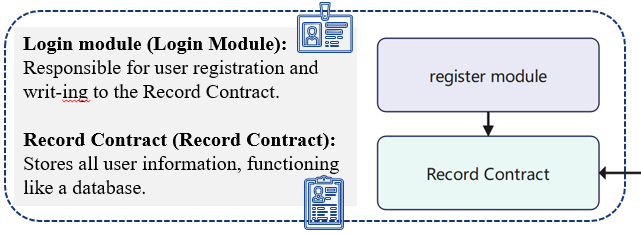 Login module (Login Module):
Responsible for user registration and
writ-ing to the Record Contract.
Record Contract (Record Contract):
Stores all user information, functioning
like a database.
register module
Record Contract